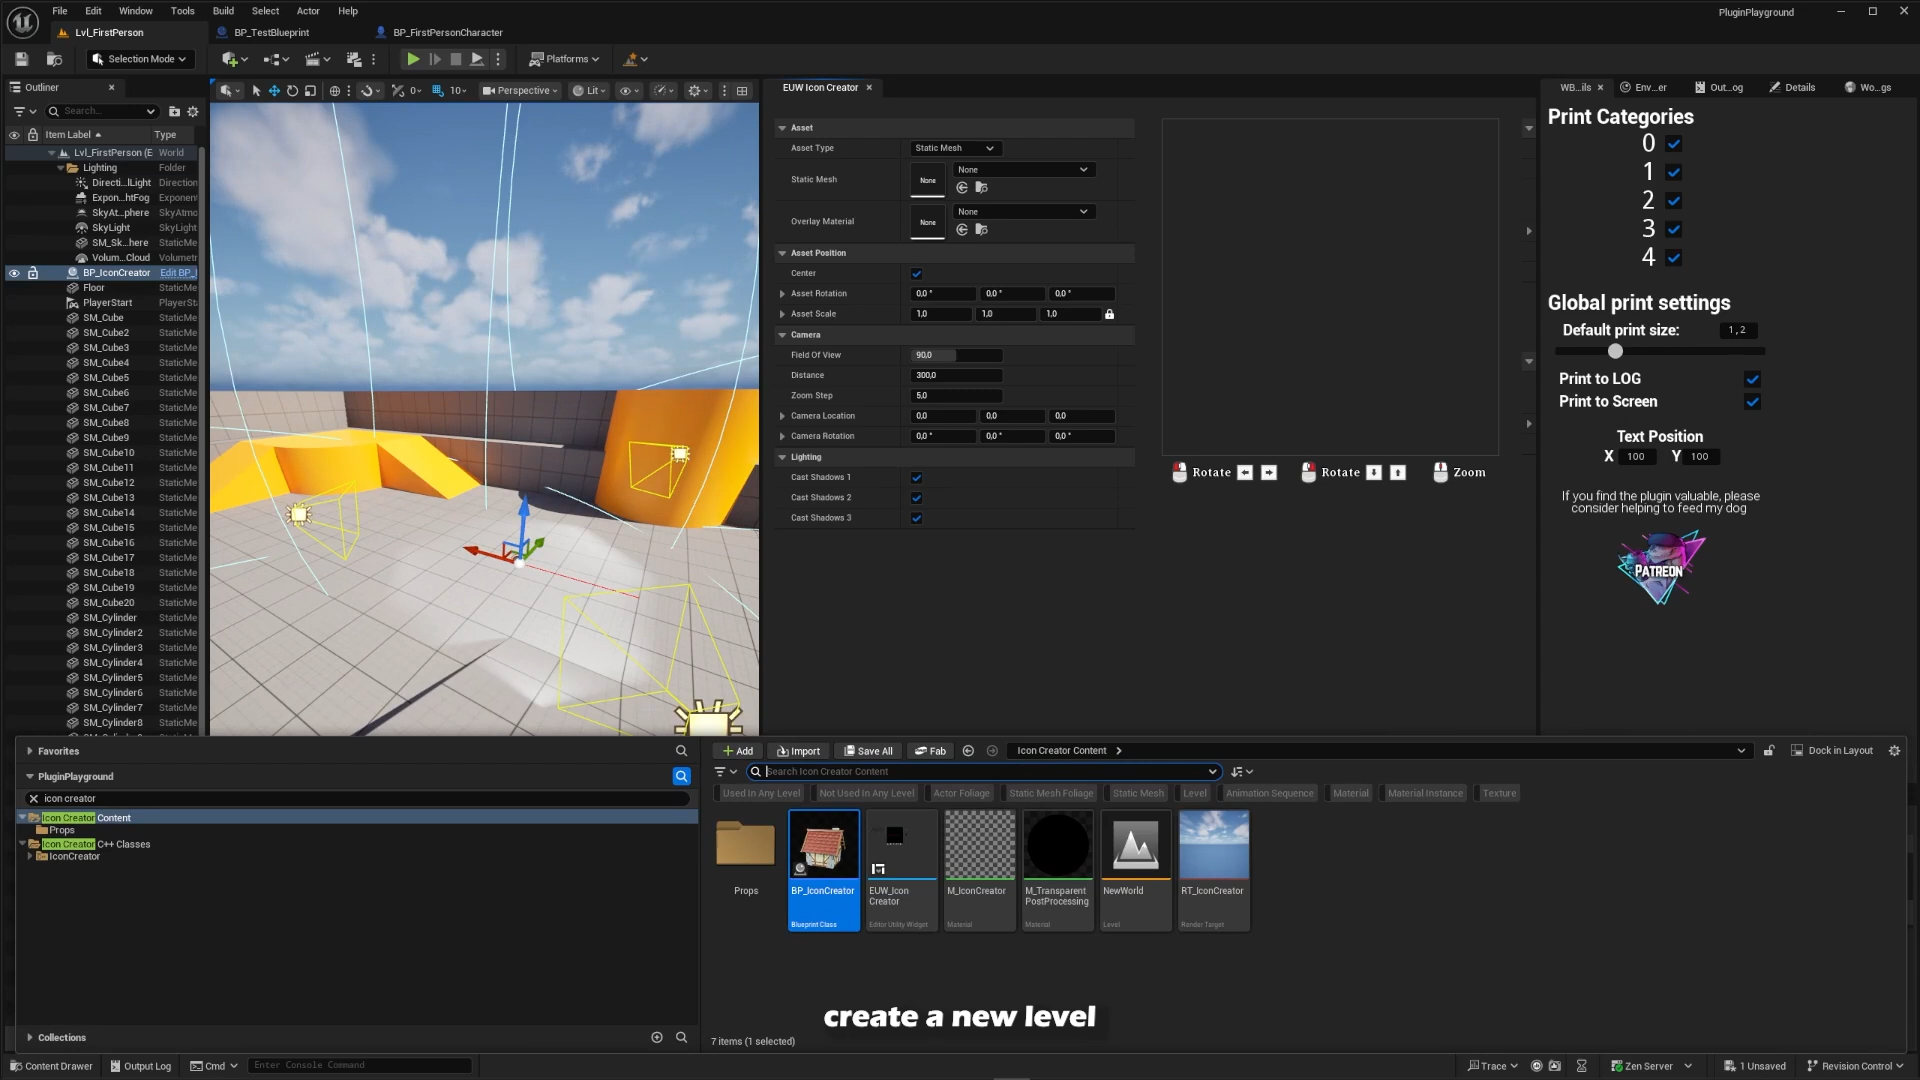 File Edit Window Tools Build Select Actor Help
PluginPlayground
Lvl_FirstPerson BP_TestBlueprint BP_FirstPersonCharacter
Selection Mode Platforms
Outliner
Search...
Item Label Type
Lvl_FirstPerson (E World
Lighting Folder
Directi...lLight Direction
Expon...htFog Exponent
SkyAt...phere SkyAtmo
SkyLight SkyLight
SM_Sk...here StaticMe
Volum...Cloud Volumetr
BP_IconCreator Edit BP_I
Floor StaticMe
PlayerStart PlayerSta
SM_Cube StaticMe
SM_Cube2 StaticMe
SM_Cube3 StaticMe
SM_Cube4 StaticMe
SM_Cube5 StaticMe
SM_Cube6 StaticMe
SM_Cube7 StaticMe
SM_Cube8 StaticMe
SM_Cube9 StaticMe
SM_Cube10 StaticMe
SM_Cube11 StaticMe
SM_Cube12 StaticMe
SM_Cube13 StaticMe
SM_Cube14 StaticMe
SM_Cube15 StaticMe
SM_Cube16 StaticMe
SM_Cube17 StaticMe
SM_Cube18 StaticMe
SM_Cube19 StaticMe
SM_Cube20 StaticMe
SM_Cylinder StaticMe
SM_Cylinder2 StaticMe
SM_Cylinder3 StaticMe
SM_Cylinder4 StaticMe
SM_Cylinder5 StaticMe
SM_Cylinder6 StaticMe
SM_Cylinder7 StaticMe
SM_Cylinder8 StaticMe
0 10 Perspective Lit
EUW Icon Creator
Asset
Asset Type Static Mesh
Static Mesh None None
Overlay Material None None
Asset Position
Center
Asset Rotation 0,0 ° 0,0 ° 0,0 °
Asset Scale 1,0 1,0 1,0
Camera
Field Of View 90,0
Distance 300,0
Zoom Step 5,0
Camera Location 0,0 0,0 0,0
Camera Rotation 0,0 ° 0,0 ° 0,0 °
Lighting
Cast Shadows 1
Cast Shadows 2
Cast Shadows 3
Rotate Rotate Zoom
WB...ils Env...er Out...og Details Wo...gs
Print Categories
0
1
2
3
4
Global print settings
Default print size: 1,2
Print to LOG
Print to Screen
Text Position
X 100 Y 100
If you find the plugin valuable, please
consider helping to feed my dog
PATREON
Favorites
PluginPlayground
icon creator
Icon Creator Content
Props
Icon Creator C++ Classes
IconCreator
Collections
Add Import Save All Fab Icon Creator Content Dock in Layout
Search Icon Creator Content
Used In Any Level Not Used In Any Level Actor Foliage Static Mesh Foliage Static Mesh Level Animation Sequence Material Material Instance Texture
Props
BP_IconCreator
Blueprint Class
EUW_Icon
Creator
Editor Utility Widget
M_IconCreator
Material
M_Transparent
PostProcessing
Material
NewWorld
Level
RT_IconCreator
Render Target
create a new level
7 items (1 selected)
Content Drawer Output Log Cmd Enter Console Command Trace Zen Server 1 Unsaved Revision Control